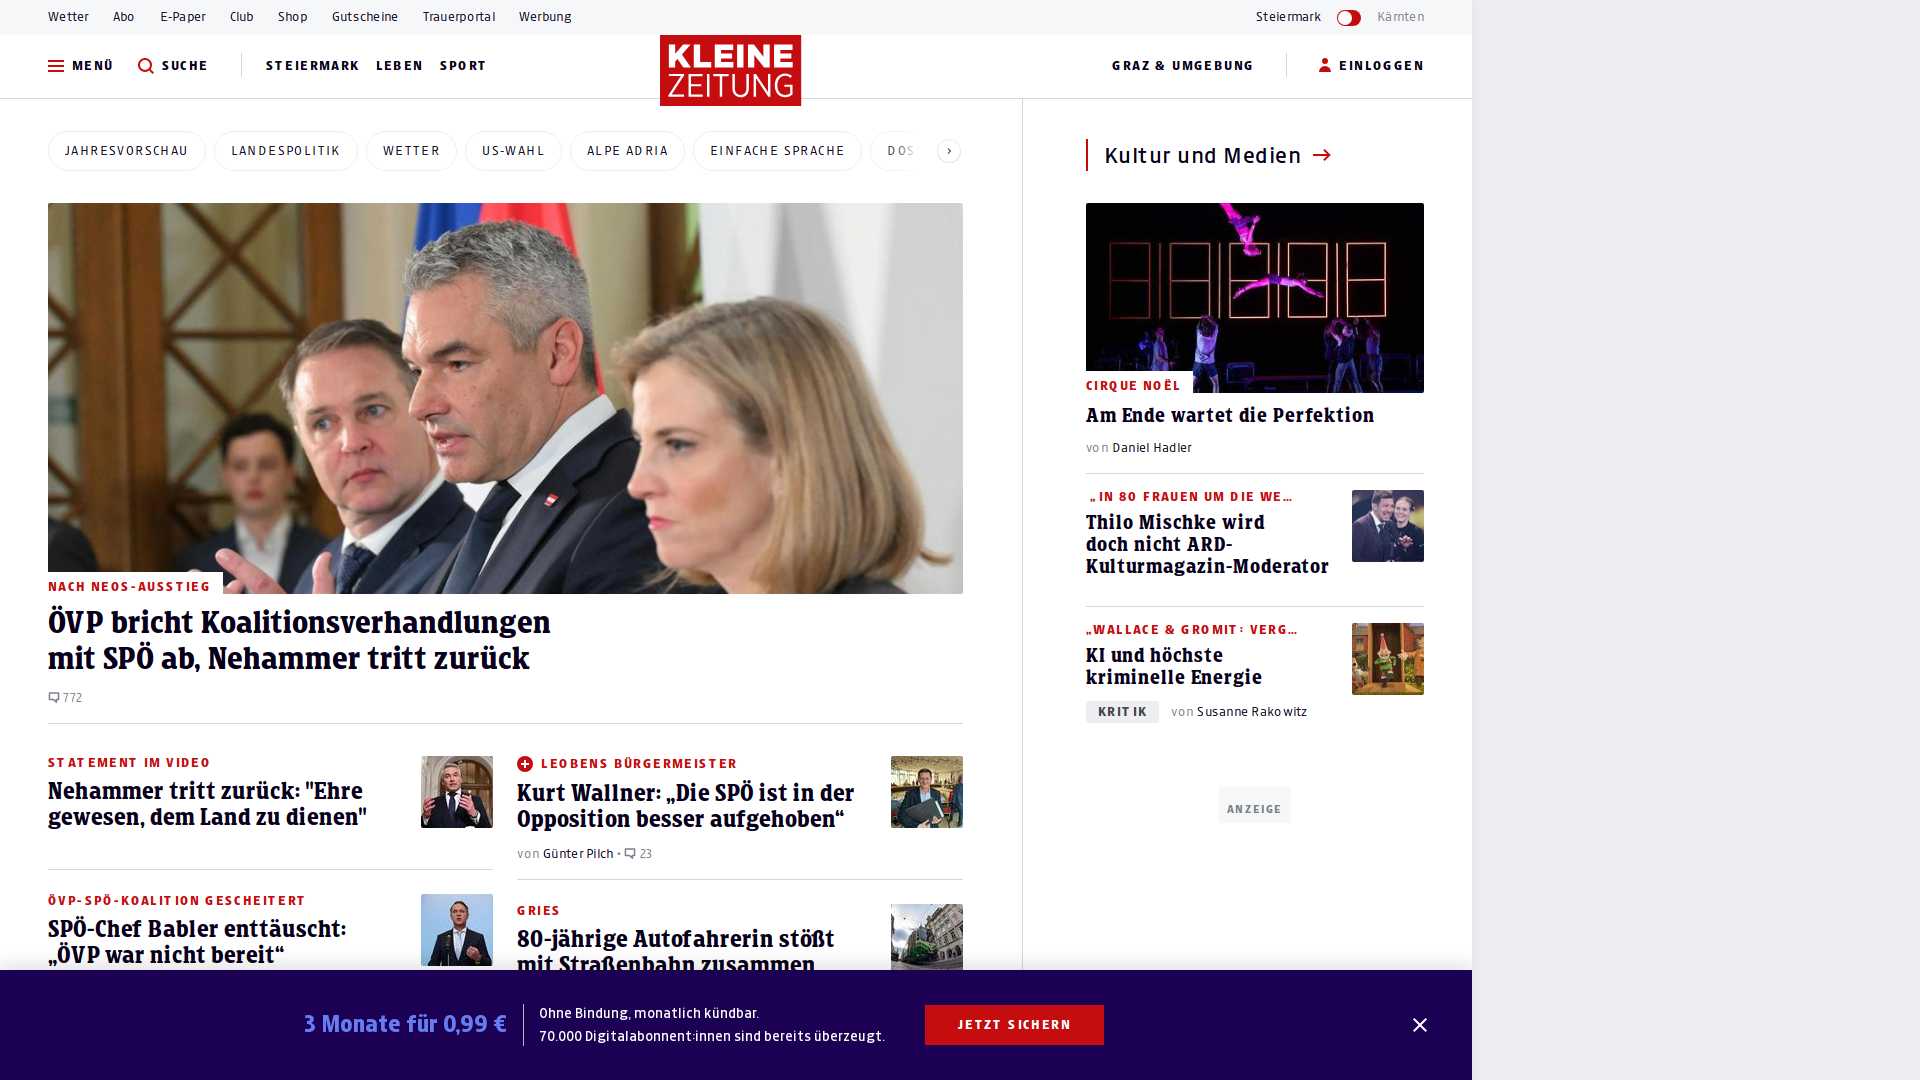 Wetter Abo E-Paper Club Shop Gutscheine Trauerportal Werbung
Steiermark Kärnten
MENÜ SUCHE STEIERMARK LEBEN SPORT
KLEINE
ZEITUNG
GRAZ & UMGEBUNG EINLOGGEN
JAHRESVORSCHAU LANDESPOLITIK WETTER US-WAHL ALPE ADRIA EINFACHE SPRACHE DOS
NACH NEOS-AUSSTIEG
ÖVP bricht Koalitionsverhandlungen
mit SPÖ ab, Nehammer tritt zurück
772
STATEMENT IM VIDEO
Nehammer tritt zurück: "Ehre
gewesen, dem Land zu dienen"
ÖVP-SPÖ-KOALITION GESCHEITERT
SPÖ-Chef Babler enttäuscht:
„ÖVP war nicht bereit“
LEOBENS BÜRGERMEISTER
Kurt Wallner: „Die SPÖ ist in der
Opposition besser aufgehoben“
von Günter Pilch • 23
GRIES
80-jährige Autofahrerin stößt
mit Straßenbahn zusammen
Kultur und Medien
CIRQUE NOËL
Am Ende wartet die Perfektion
von Daniel Hadler
„IN 80 FRAUEN UM DIE WE…
Thilo Mischke wird
doch nicht ARD-
Kulturmagazin-Moderator
„WALLACE & GROMIT: VERG…
KI und höchste
kriminelle Energie
KRITIK von Susanne Rakowitz
ANZEIGE
3 Monate für 0,99 €
Ohne Bindung, monatlich kündbar.
70.000 Digitalabonnent:innen sind bereits überzeugt.
JETZT SICHERN